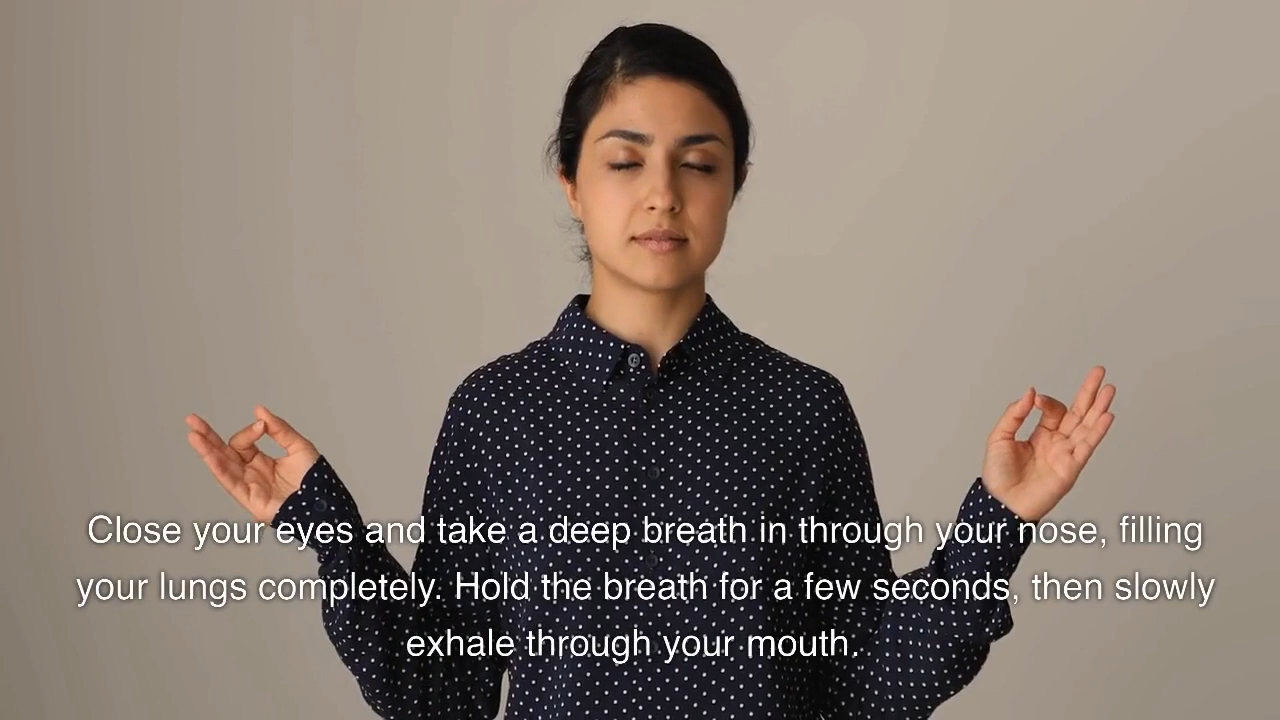 Close your eyes and take a deep breath in through your nose, filling
your lungs completely. Hold the breath for a few seconds, then slowly
exhale through your mouth.